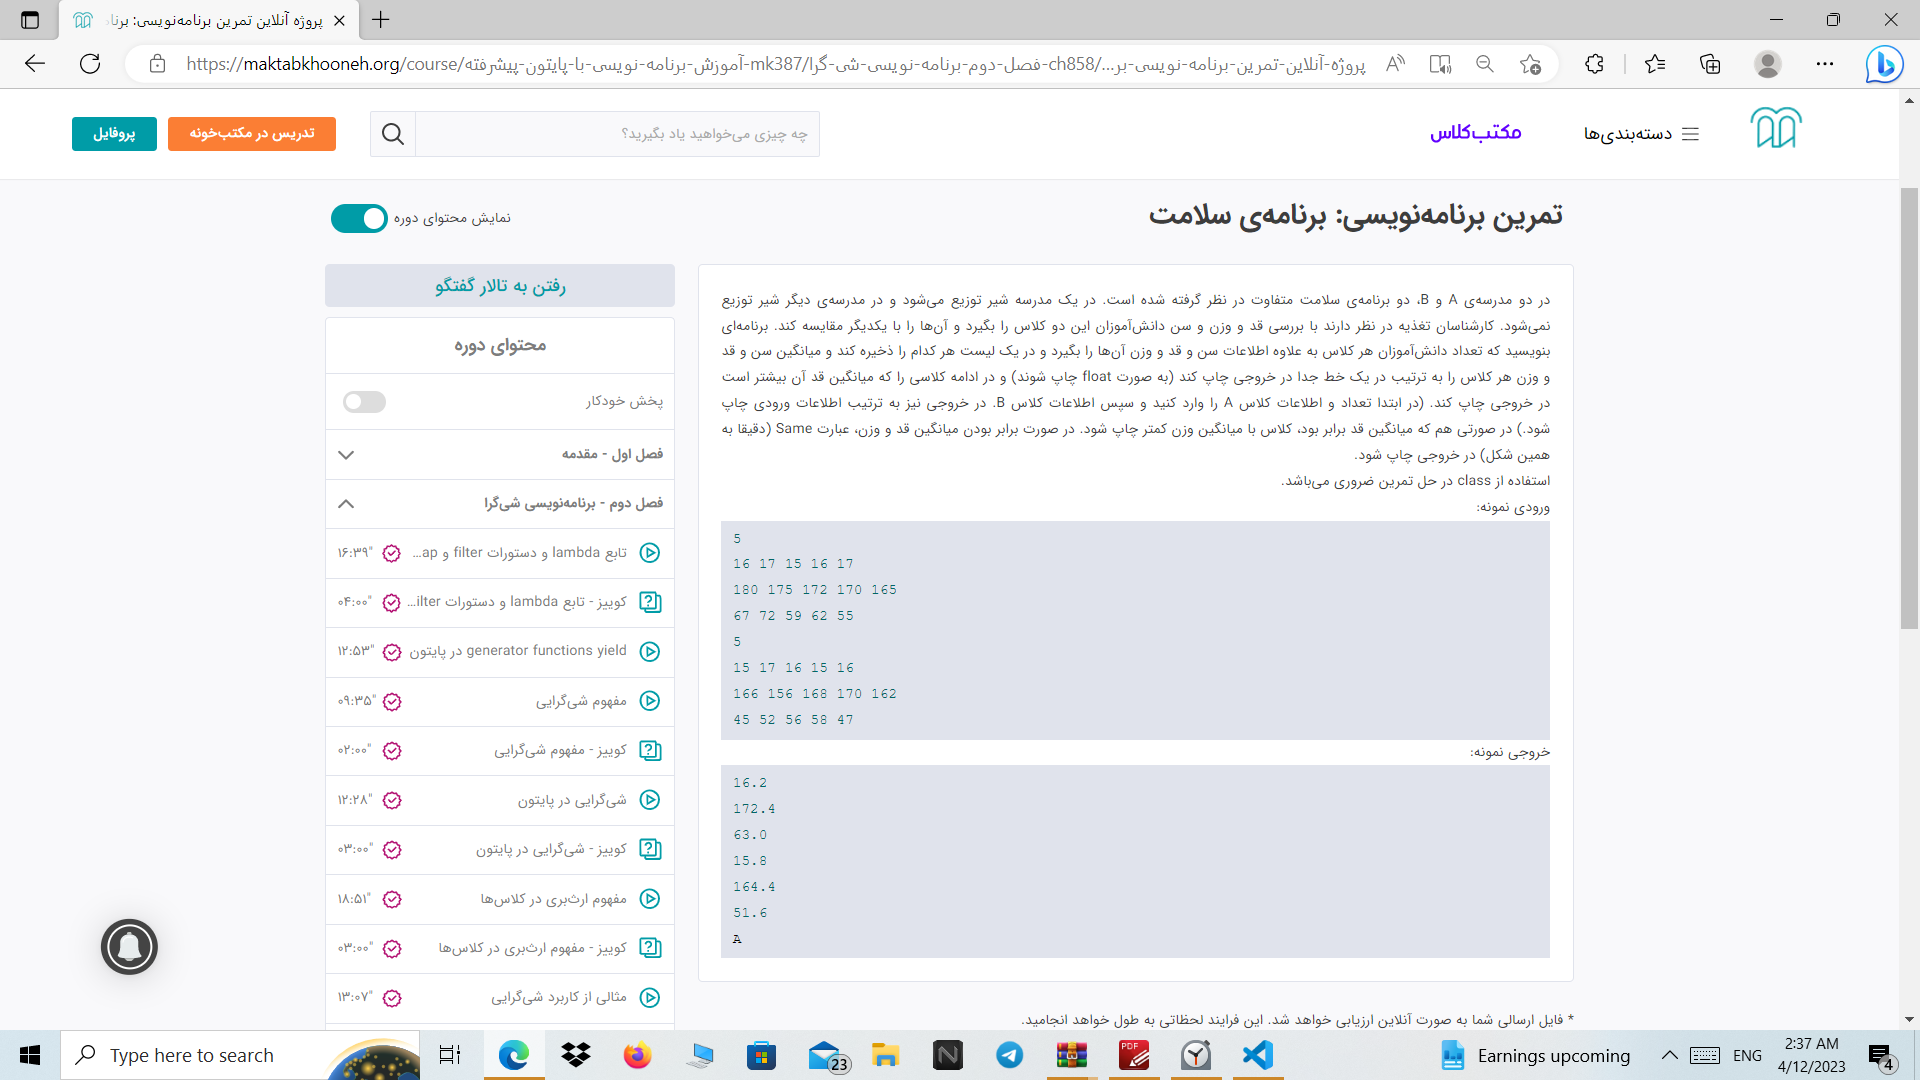 پروژه آنلاین تمرین برنامه‌نویسی: برنا
https://maktabkhooneh.org/course/آموزش-برنامه-نویسی-با-پایتون-پیشرفته-mk387/فصل-دوم-برنامه-نویسی-شی-گرا-ch858/پروژه-آنلاین-تمرین-برنامه-نویسی-بر...
دسته‌بندی‌ها
مکتب‌کلاس
چه چیزی می‌خواهید یاد بگیرید؟
تدریس در مکتب‌خونه
پروفایل
تمرین برنامه‌نویسی: برنامه‌ی سلامت
نمایش محتوای دوره
در دو مدرسه‌ی A و B، دو برنامه‌ی سلامت متفاوت در نظر گرفته شده است. در یک مدرسه شیر توزیع می‌شود و در مدرسه‌ی دیگر شیر توزیع
نمی‌شود. کارشناسان تغذیه در نظر دارند با بررسی قد و وزن و سن دانش‌آموزان این دو کلاس را بگیرد و آن‌ها را با یکدیگر مقایسه کند. برنامه‌ای
بنویسید که تعداد دانش‌آموزان هر کلاس به علاوه اطلاعات سن و قد و وزن آن‌ها را بگیرد و در یک لیست هر کدام را ذخیره کند و میانگین سن و قد
و وزن هر کلاس را به ترتیب در یک خط جدا در خروجی چاپ کند (به صورت float چاپ شوند) و در ادامه کلاسی را که میانگین قد آن بیشتر است
در خروجی چاپ کند. (در ابتدا تعداد و اطلاعات کلاس A را وارد کنید و سپس اطلاعات کلاس B. در خروجی نیز به ترتیب اطلاعات ورودی چاپ
شود.) در صورتی هم که میانگین قد برابر بود، کلاس با میانگین وزن کمتر چاپ شود. در صورت برابر بودن میانگین قد و وزن، عبارت Same (دقیقا به
همین شکل) در خروجی چاپ شود.
استفاده از class در حل تمرین ضروری می‌باشد.
ورودی نمونه:
5
16 17 15 16 17
180 175 172 170 165
67 72 59 62 55
5
15 17 16 15 16
166 156 168 170 162
45 52 56 58 47
خروجی نمونه:
16.2
172.4
63.0
15.8
164.4
51.6
A
* فایل ارسالی شما به صورت آنلاین ارزیابی خواهد شد. این فرایند لحظاتی به طول خواهد انجامید.
رفتن به تالار گفتگو
محتوای دوره
پخش خودکار
فصل اول - مقدمه
فصل دوم - برنامه‌نویسی شی‌گرا
تابع lambda و دستورات filter و ap... ۱۶:۳۹"
کوییز - تابع lambda و دستورات ilter... ۰۴:۰۰"
generator functions yield در پایتون ۱۲:۵۳"
مفهوم شی‌گرایی ۰۹:۳۵"
کوییز - مفهوم شی‌گرایی ۰۲:۰۰"
شی‌گرایی در پایتون ۱۲:۲۸"
کوییز - شی‌گرایی در پایتون ۰۳:۰۰"
مفهوم ارث‌بری در کلاس‌ها ۱۸:۵۱"
کوییز - مفهوم ارث‌بری در کلاس‌ها ۰۳:۰۰"
مثالی از کاربرد شی‌گرایی ۱۳:۰۷"
Type here to search
23
PDF
Earnings upcoming
ENG
2:37 AM
4/12/2023
4